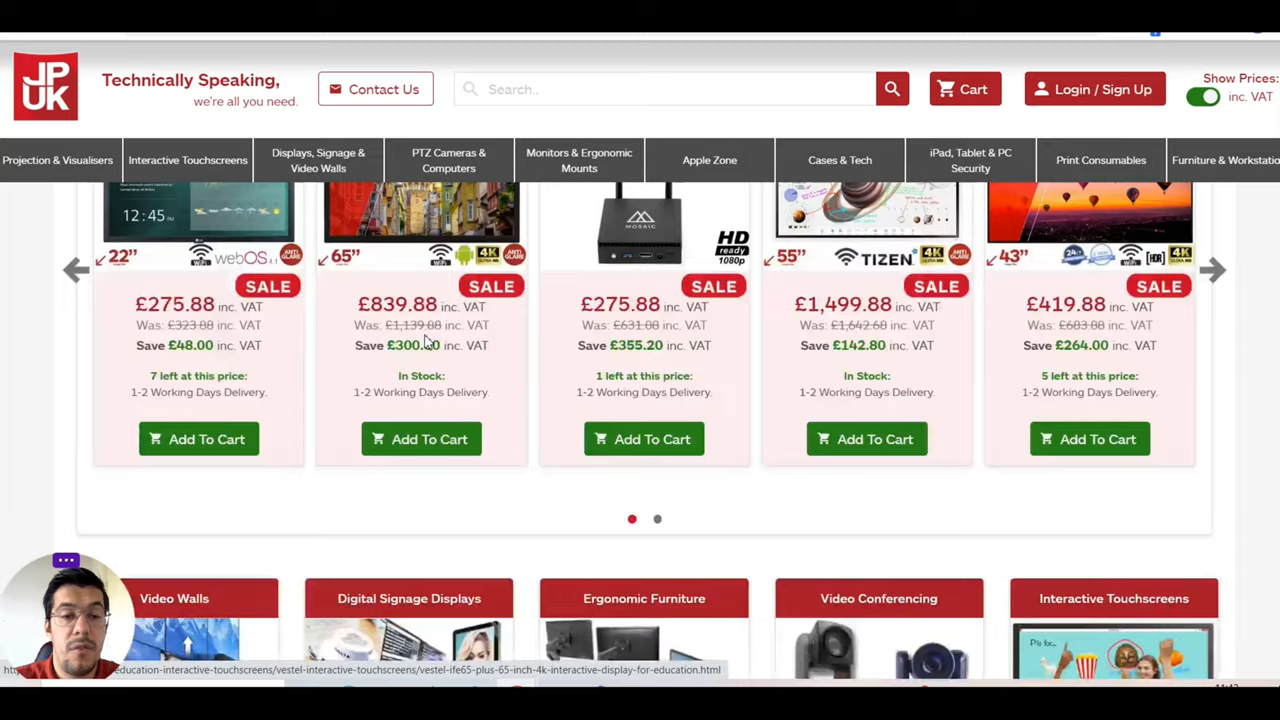 JP
UK
Technically Speaking,
we're all you need.
Contact Us
Search..
Cart
Login / Sign Up
Show Prices:
inc. VAT
Projection & Visualisers
Interactive Touchscreens
Displays, Signage &
Video Walls
PTZ Cameras &
Computers
Monitors & Ergonomic
Mounts
Apple Zone
Cases & Tech
iPad, Tablet & PC
Security
Print Consumables
Furniture & Workstatio
12:45
MOSAIC
22"
webOS 4.1
ANTI
GLARE
65"
4K
ANTI
GLARE
HD
ready
1080p
55"
TIZEN
4K
ANTI
GLARE
43"
HDR
4K
SALE
£275.88 inc. VAT
Was: £323.88 inc. VAT
Save £48.00 inc. VAT
7 left at this price:
1-2 Working Days Delivery.
Add To Cart
SALE
£839.88 inc. VAT
Was: £1,139.88 inc. VAT
Save £300.00 inc. VAT
In Stock:
1-2 Working Days Delivery.
Add To Cart
SALE
£275.88 inc. VAT
Was: £631.08 inc. VAT
Save £355.20 inc. VAT
1 left at this price:
1-2 Working Days Delivery.
Add To Cart
SALE
£1,499.88 inc. VAT
Was: £1,642.68 inc. VAT
Save £142.80 inc. VAT
In Stock:
1-2 Working Days Delivery.
Add To Cart
SALE
£419.88 inc. VAT
Was: £683.88 inc. VAT
Save £264.00 inc. VAT
5 left at this price:
1-2 Working Days Delivery.
Add To Cart
Video Walls
Digital Signage Displays
Ergonomic Furniture
Video Conferencing
Interactive Touchscreens
education-interactive-touchscreens/vestel-interactive-touchscreens/vestel-ife65-plus-65-inch-4k-interactive-display-for-education.html